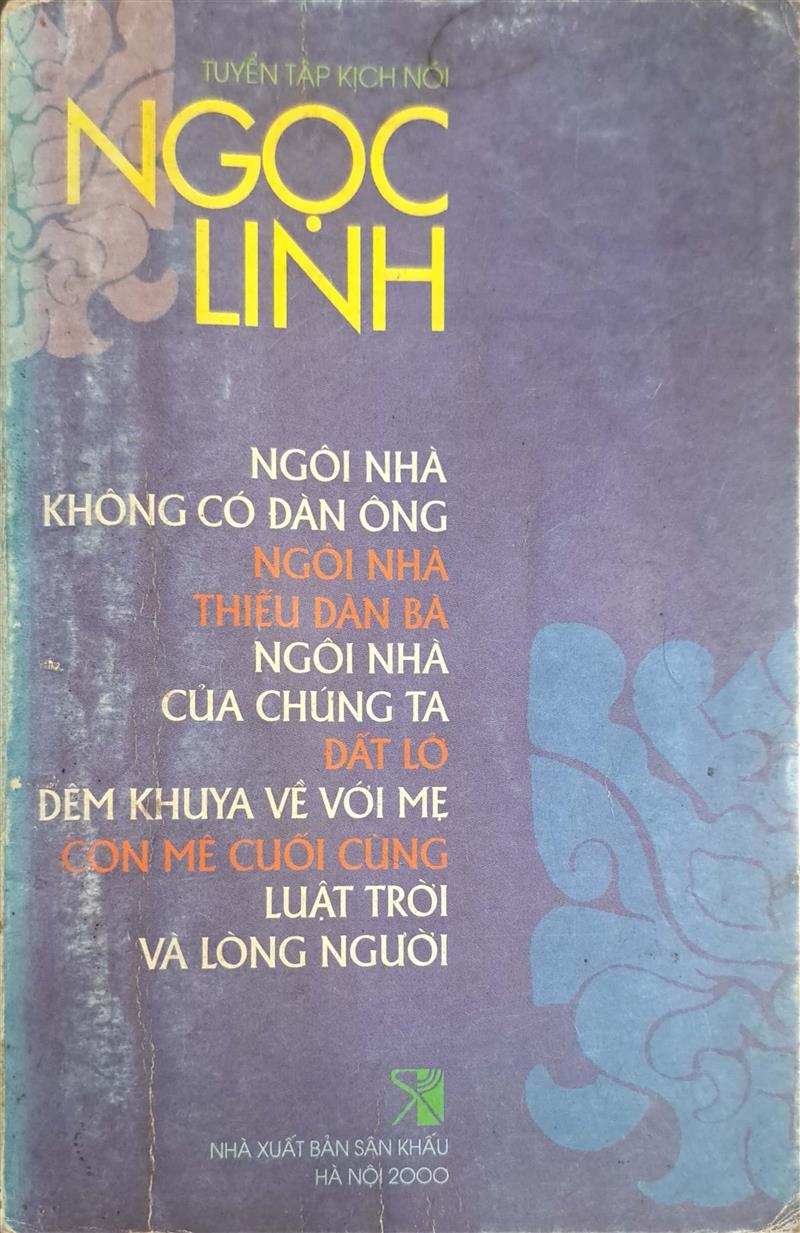 TUYỂN TẬP KỊCH NÓI
NGỌC
LINH
NGÔI NHÀ
KHÔNG CÓ ĐÀN ÔNG
NGÔI NHÀ
THIẾU ĐÀN BÀ
NGÔI NHÀ
CỦA CHÚNG TA
ĐẤT LỞ
ĐÊM KHUYA VỀ VỚI MẸ
CƠN MÊ CUỐI CÙNG
LUẬT TRỜI
VÀ LÒNG NGƯỜI
NHÀ XUẤT BẢN SÂN KHẤU
HÀ NỘI 2000